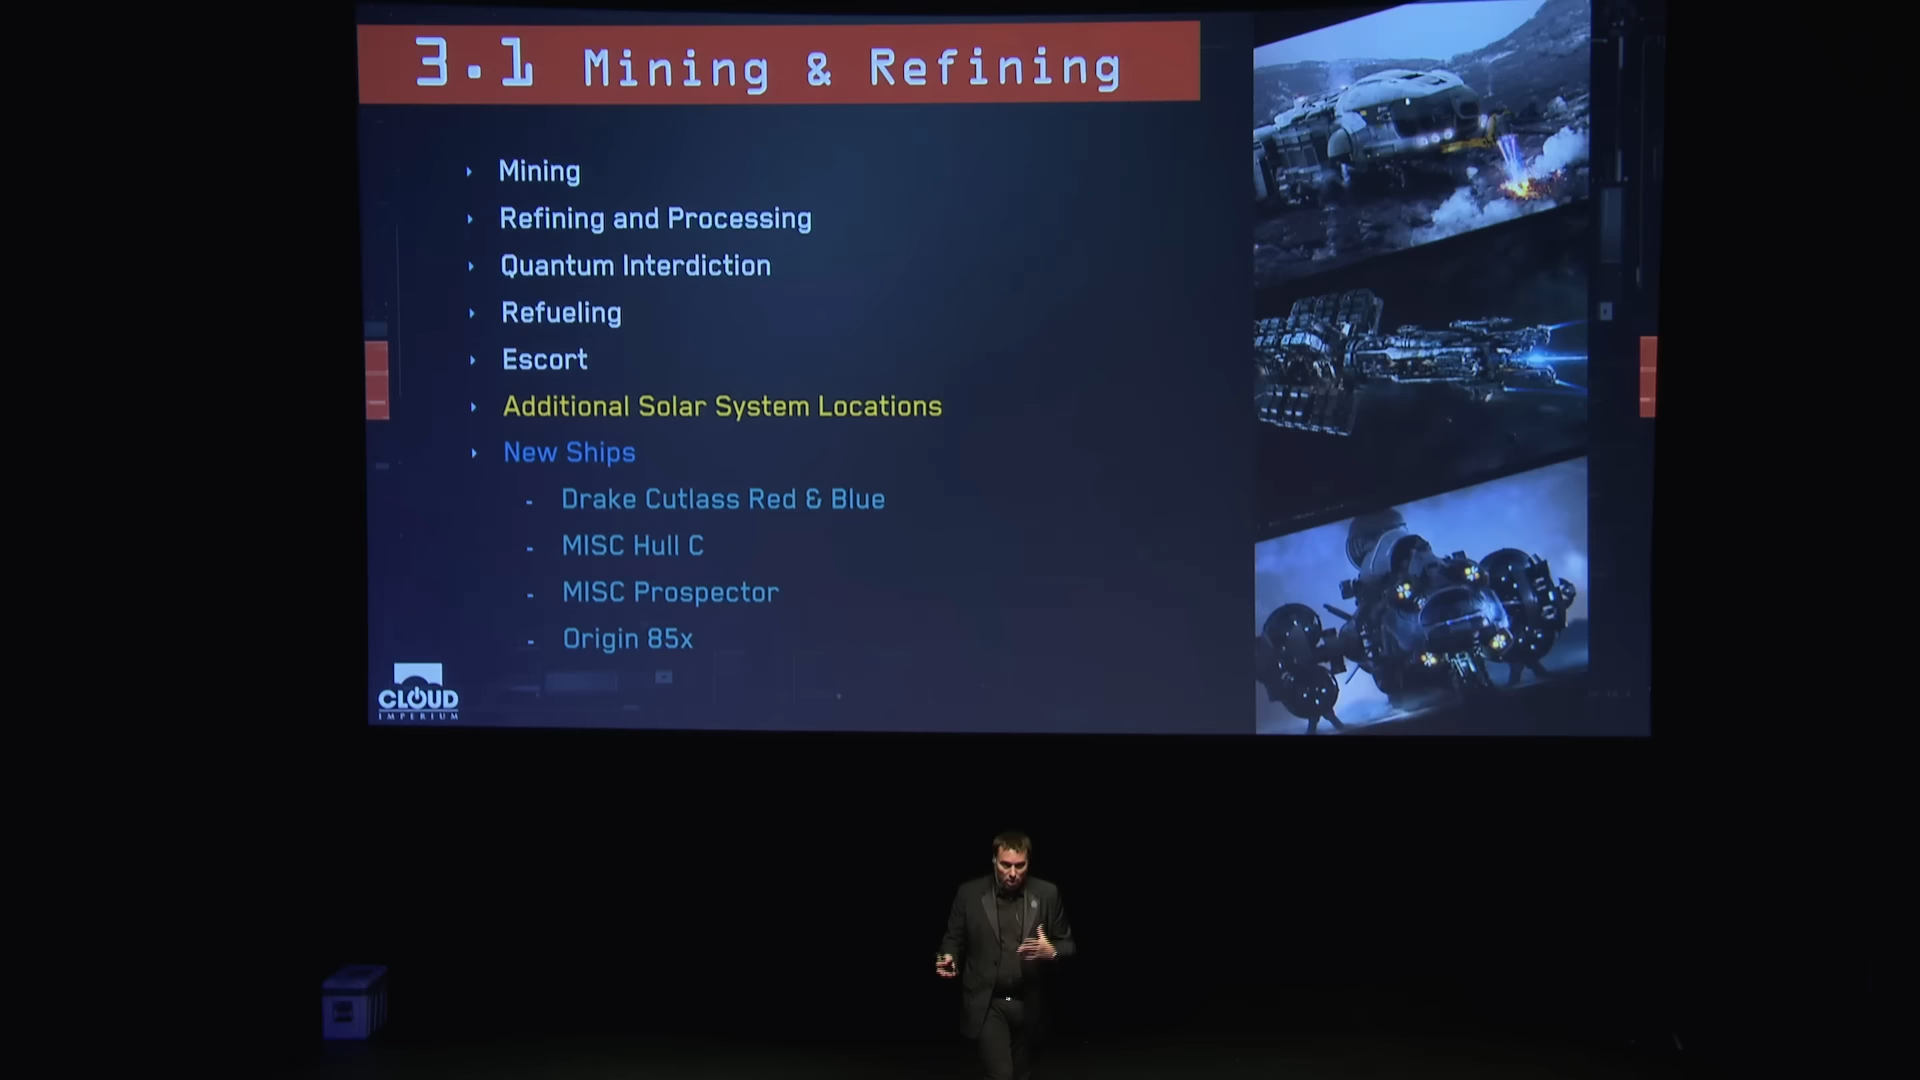 3.1 Mining & Refining
Mining
Refining and Processing
Quantum Interdiction
Refueling
Escort
Additional Solar System Locations
New Ships
- Drake Cutlass Red & Blue
- MISC Hull C
- MISC Prospector
- Origin 85x
CLOUD
IMPERIUM